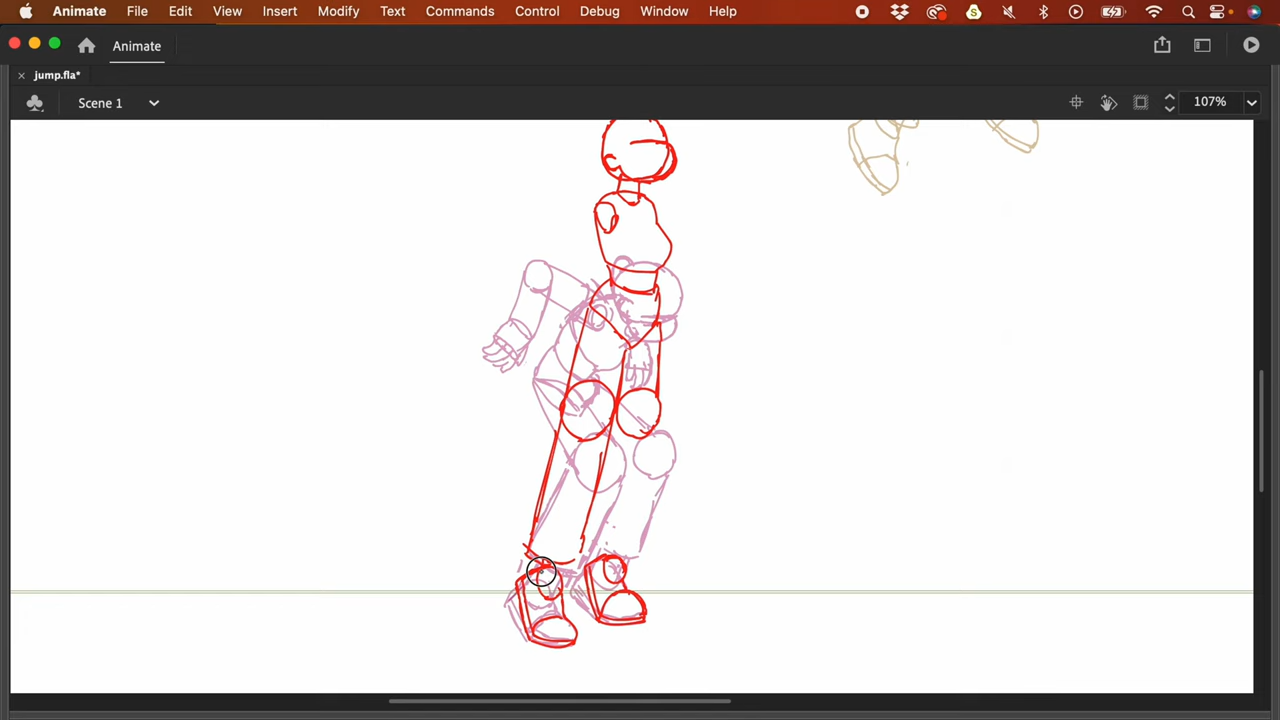 Animate File Edit View Insert Modify Text Commands Control Debug Window Help S
Animate
× jump.fla*
Scene 1 107%